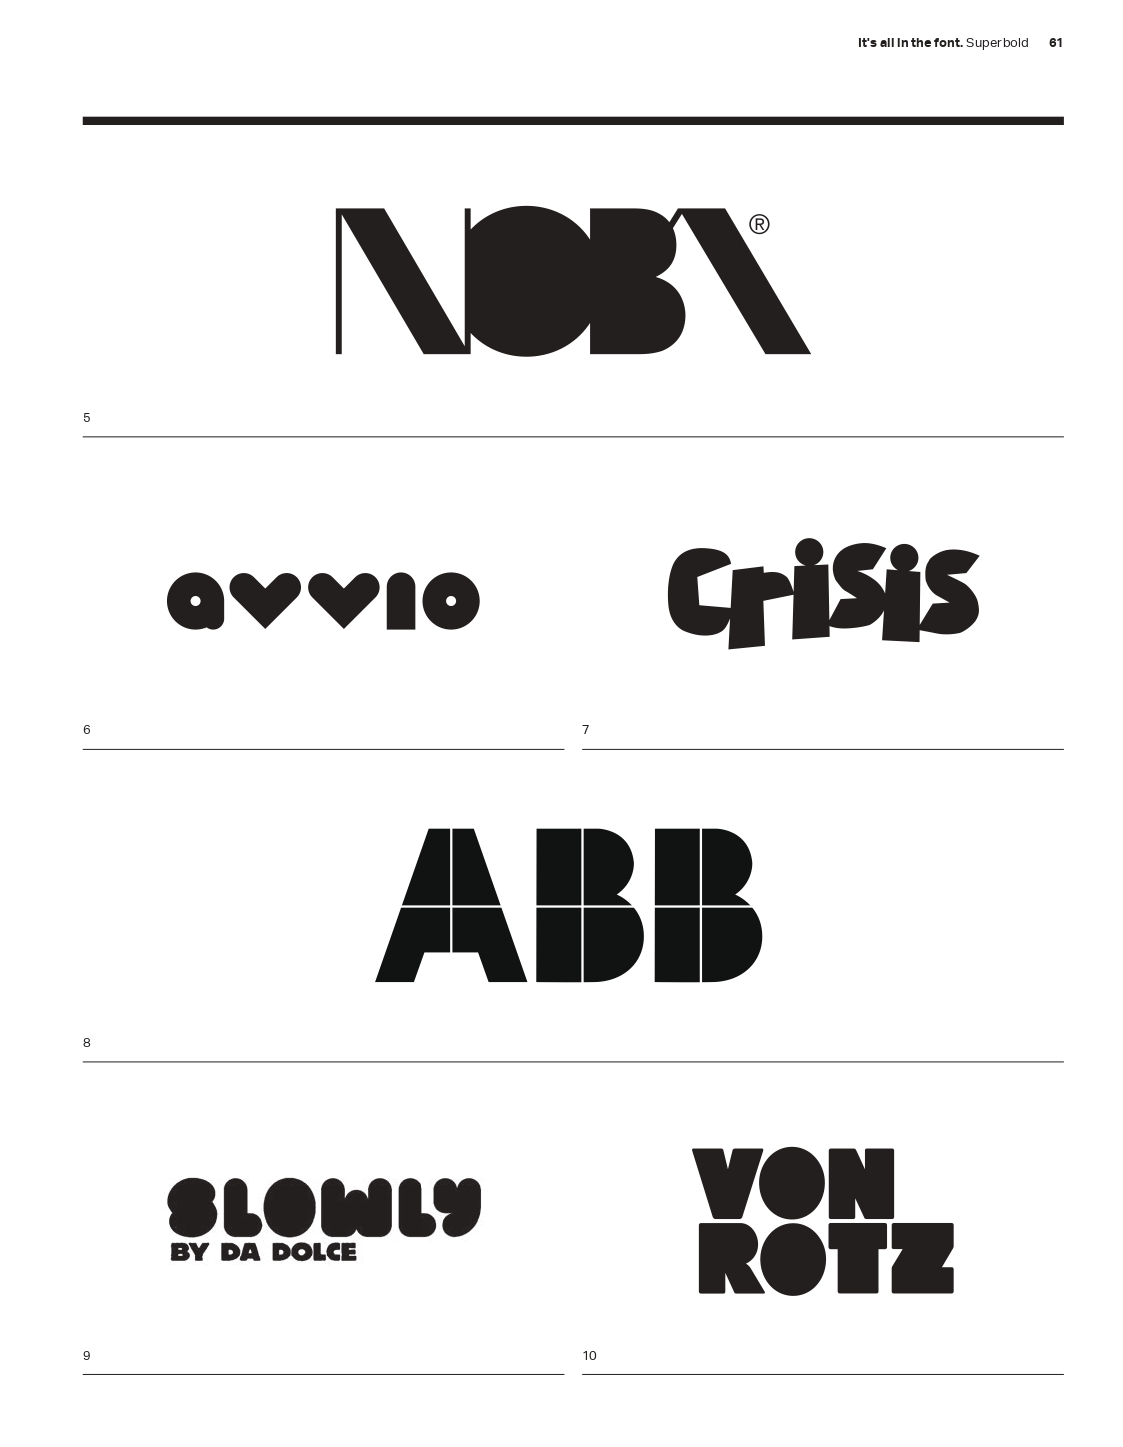 It's all in the font. Superbold 61
NOBA®
5
avvio
crisis
6
7
ABB
8
SLOWLY
BY DA DOLCE
VON
ROTZ
9
10